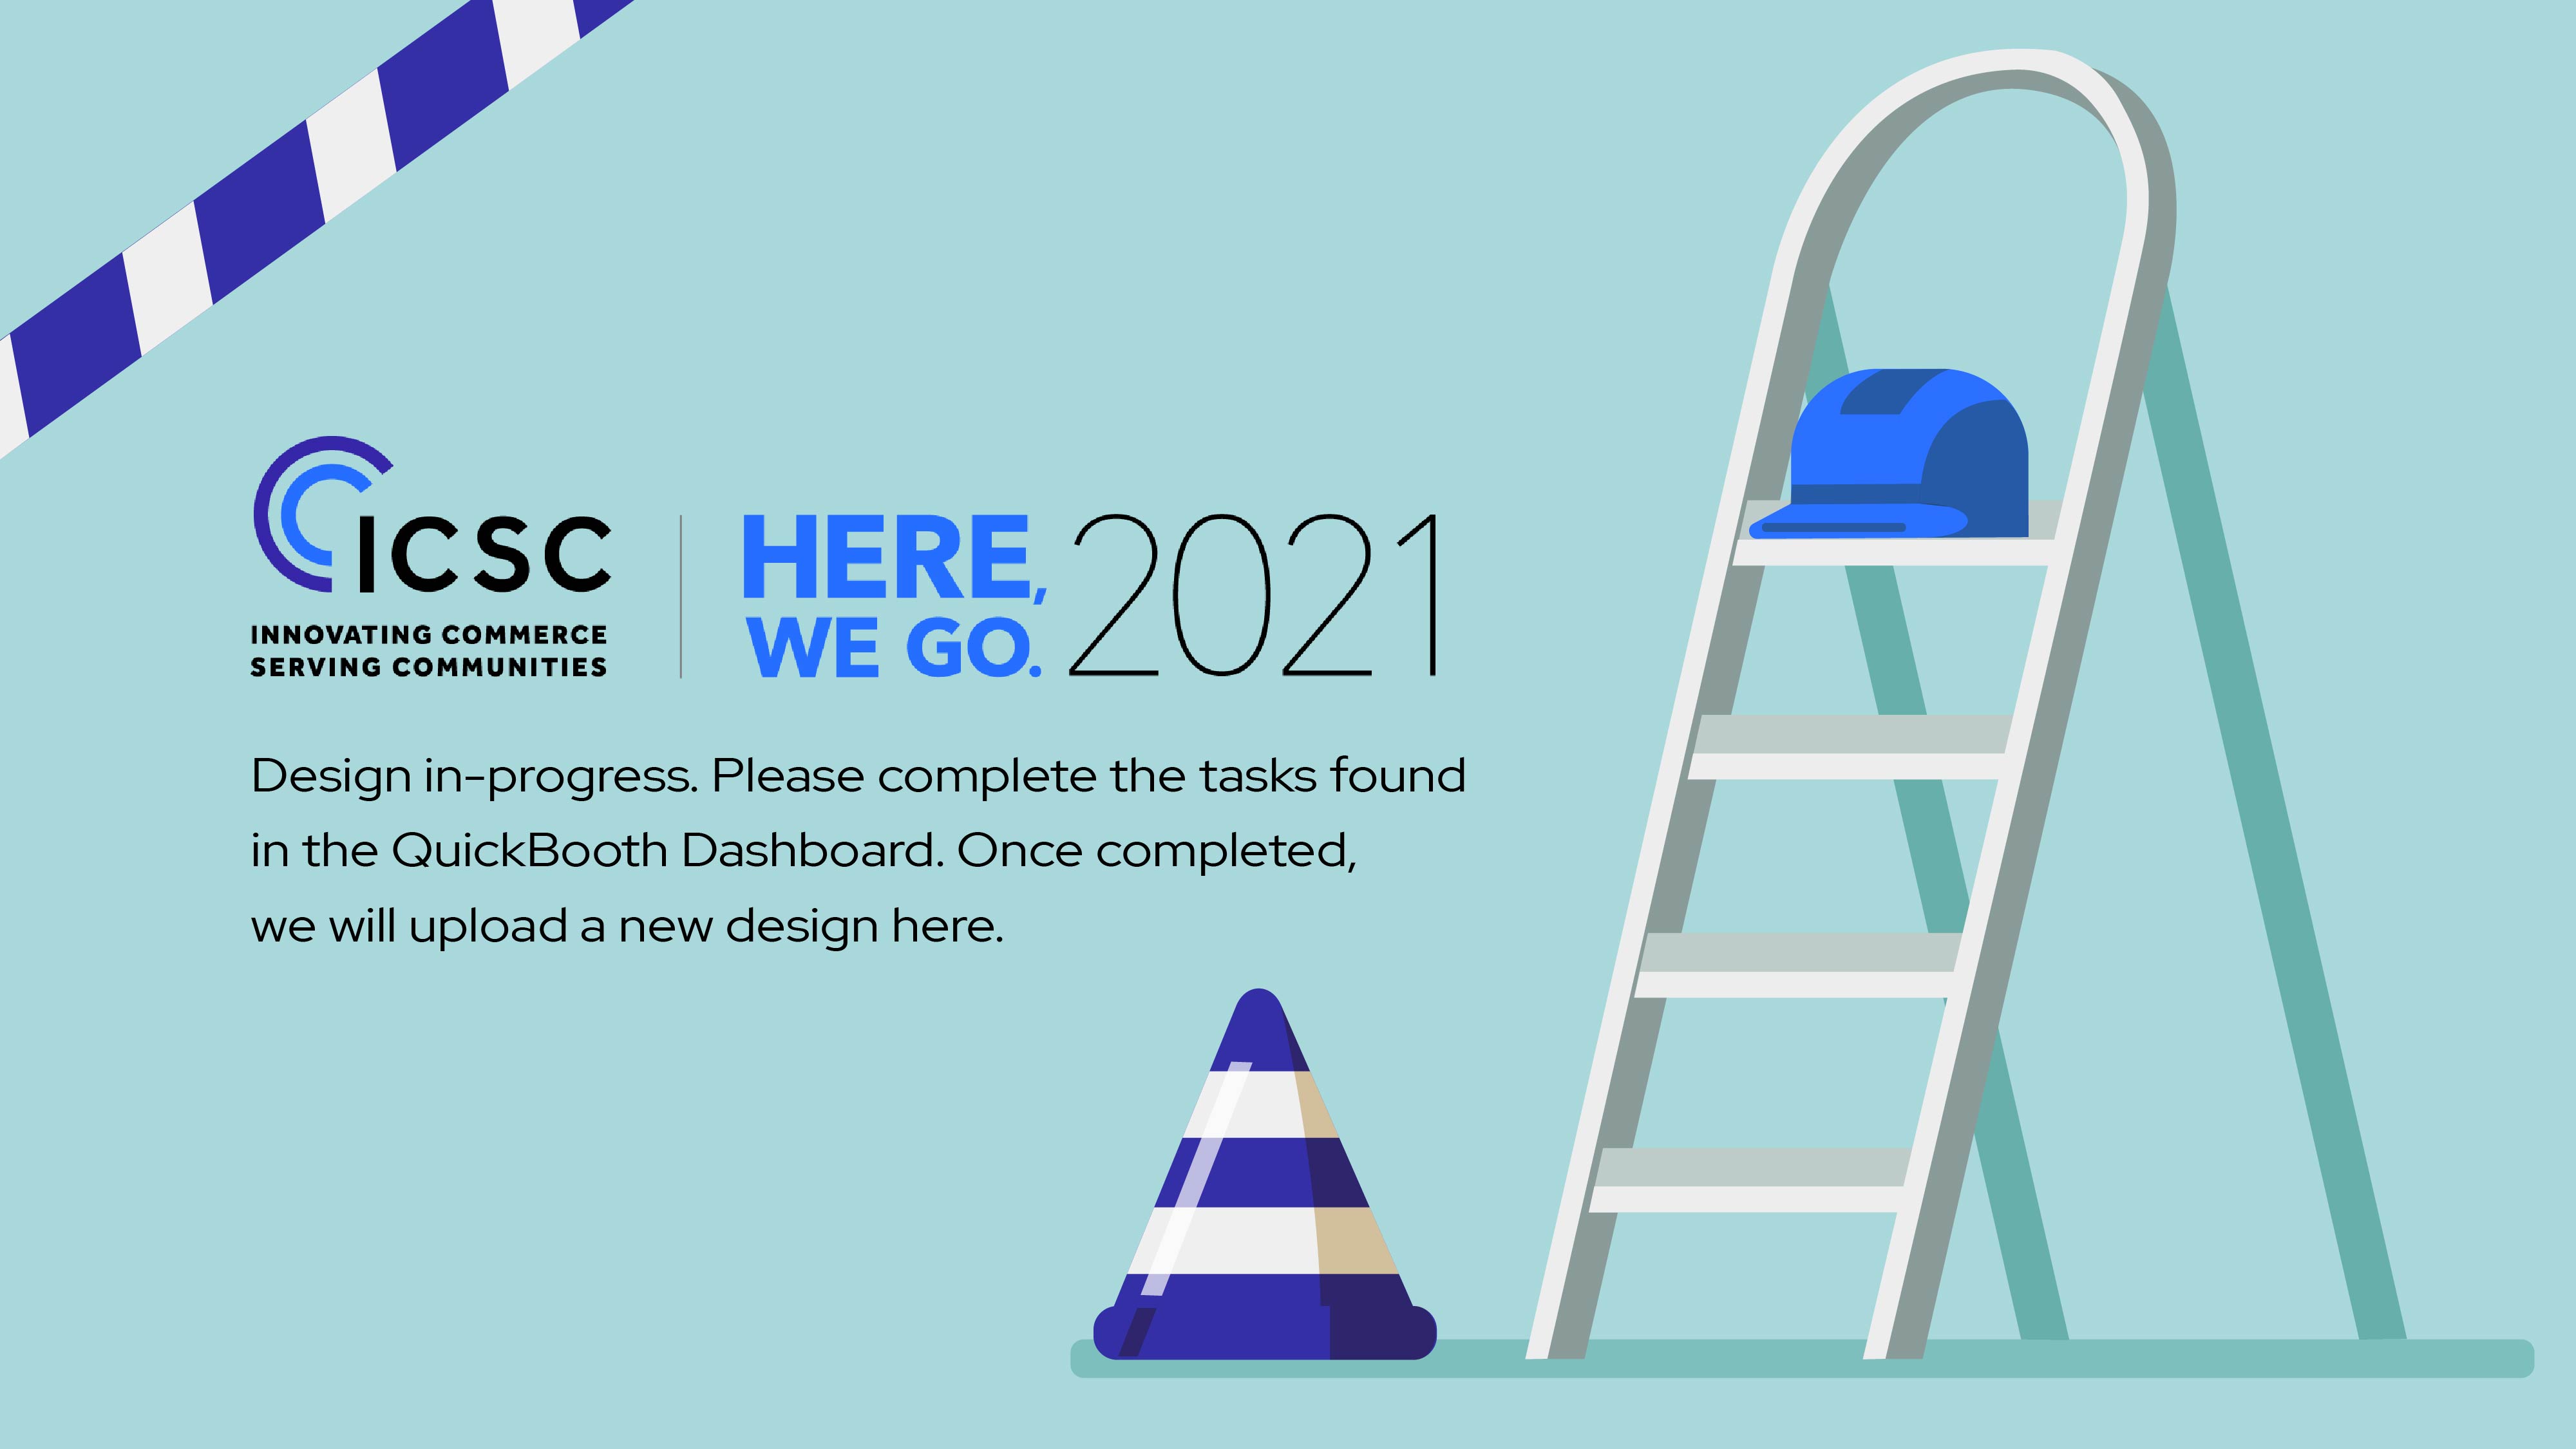 ICSC
INNOVATING COMMERCE
SERVING COMMUNITIES
HERE,
WE GO.
2021
Design in-progress. Please complete the tasks found
in the QuickBooth Dashboard. Once completed,
we will upload a new design here.